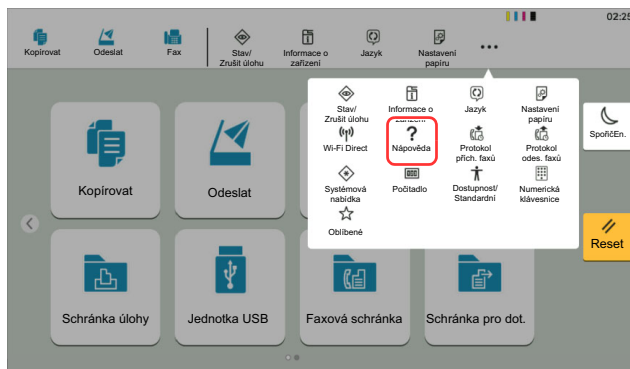 02:25
Kopírovat
Odeslat
Fax
Stav/
Zrušit úlohu
Informace o
zařízení
Jazyk
Nastavení
papíru
Stav/
Zrušit úlohu
Informace o
zařízení
Jazyk
Nastavení
papíru
Wi-Fi Direct
?
Nápověda
Protokol
přích. faxů
Protokol
odes. faxů
Systémová
nabídka
Počitadlo
Dostupnost/
Standardní
Numerická
klávesnice
Oblíbené
SpořičEn.
Reset
Kopírovat
Odeslat
Schránka úlohy
Jednotka USB
Faxová schránka
Schránka pro dot.